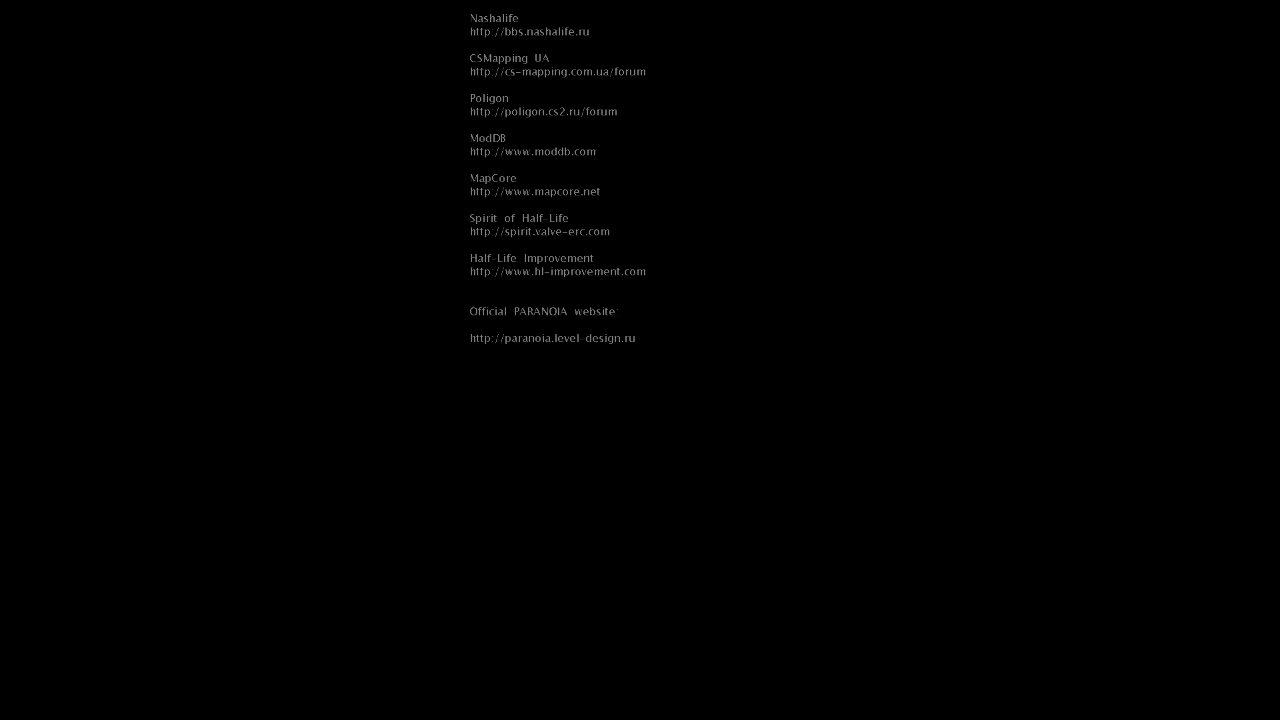 Nashalife
http://bbs.nashalife.ru
CSMapping UA
http://cs-mapping.com.ua/forum
Poligon
http://poligon.cs2.ru/forum
ModDB
http://www.moddb.com
MapCore
http://www.mapcore.net
Spirit of Half-Life
http://spirit.valve-erc.com
Half-Life Improvement
http://www.hl-improvement.com
Official PARANOIA website:
http://paranoia.level-design.ru